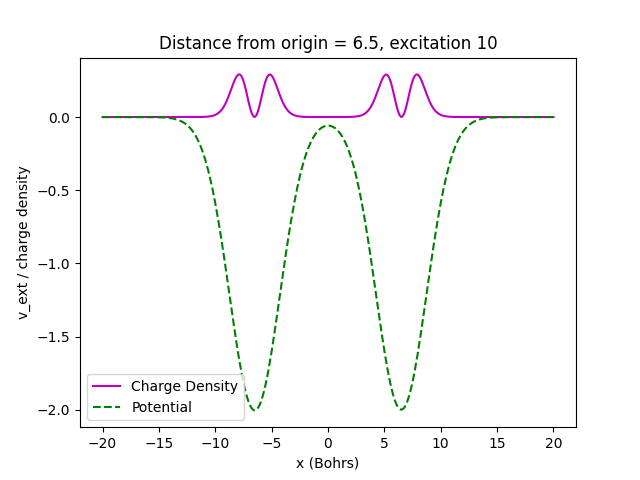 Distance from origin = 6.5, excitation 10
v_ext / charge density
0.0
−0.5
−1.0
−1.5
−2.0
Charge Density
Potential
−20
−15
−10
−5
0
5
10
15
20
x (Bohrs)